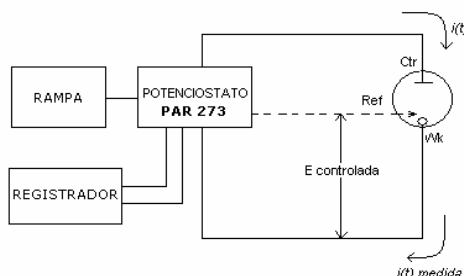 i(t)
Ctr
POTENCIOSTATO
PAR 273
RAMPA
Ref
Wk
E controlada
REGISTRADOR
i(t) medida